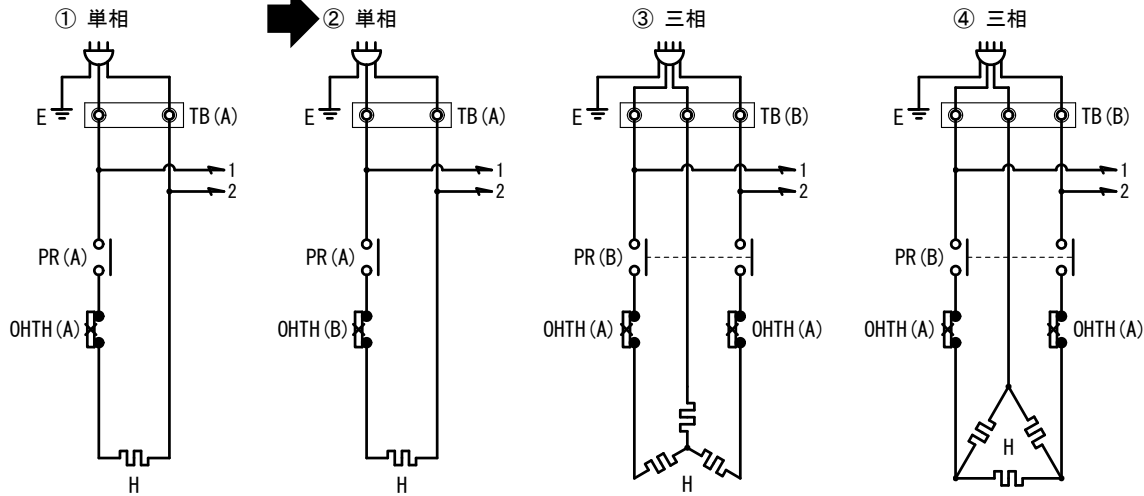 ① 単相
② 単相
③ 三相
④ 三相
E
TB(A)
E
TB(A)
E
TB(B)
E
TB(B)
1
2
1
2
1
2
1
2
PR(A)
PR(A)
PR(B)
PR(B)
OHTH(A)
OHTH(B)
OHTH(A)
OHTH(A)
OHTH(A)
OHTH(A)
H
H
H
H